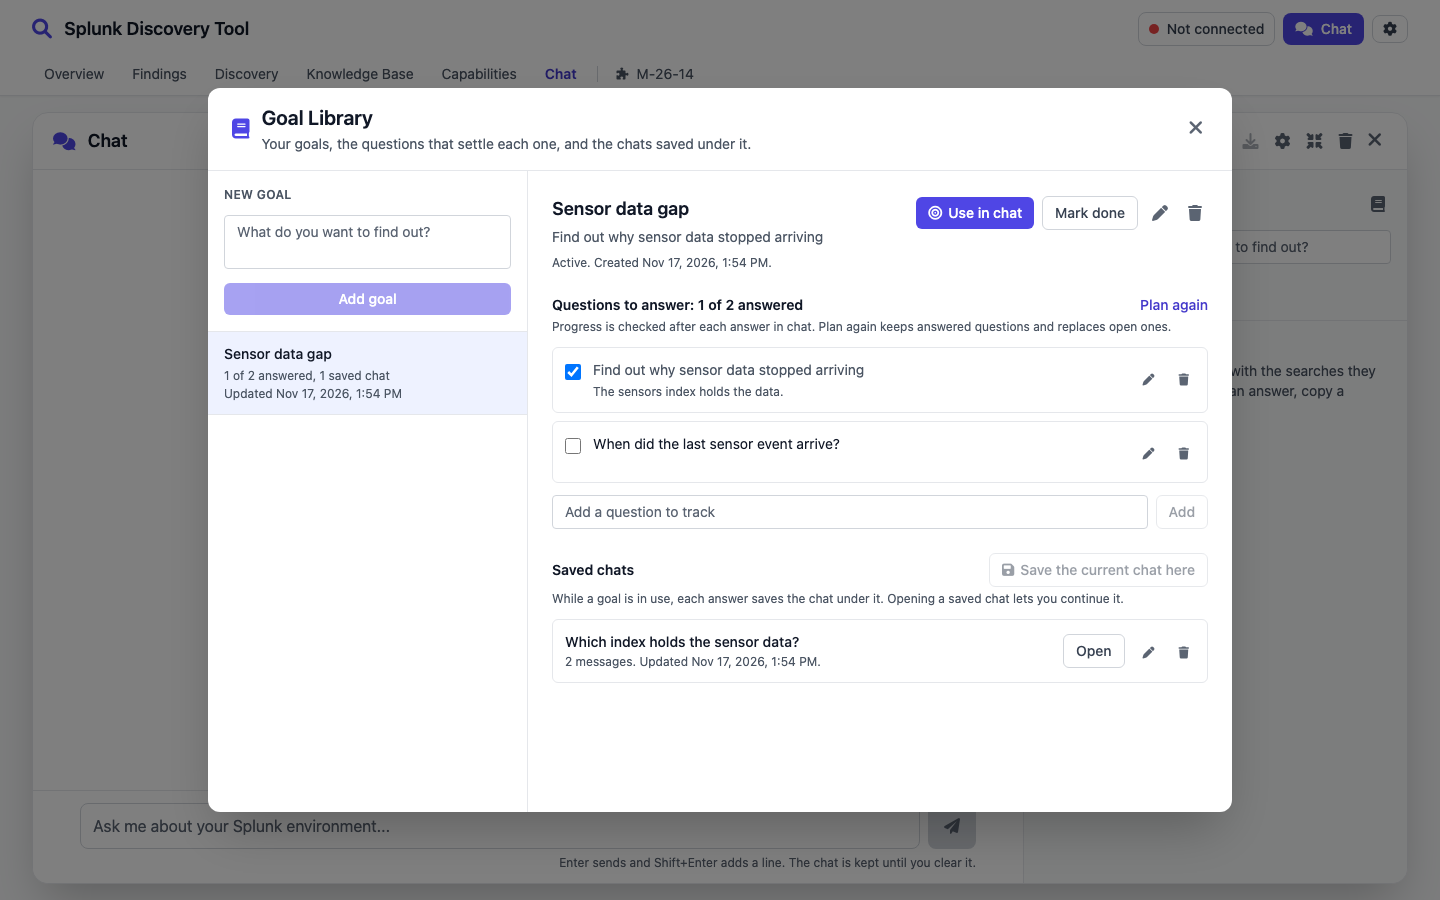 Splunk Discovery Tool
Not connected
Chat
Overview
Findings
Discovery
Knowledge Base
Capabilities
Chat
M-26-14
Chat
Goal Library
Your goals, the questions that settle each one, and the chats saved under it.
NEW GOAL
What do you want to find out?
Add goal
Sensor data gap
1 of 2 answered, 1 saved chat
Updated Nov 17, 2026, 1:54 PM
Sensor data gap
Use in chat
Mark done
Find out why sensor data stopped arriving
Active. Created Nov 17, 2026, 1:54 PM.
Questions to answer: 1 of 2 answered
Plan again
Progress is checked after each answer in chat. Plan again keeps answered questions and replaces open ones.
Find out why sensor data stopped arriving
The sensors index holds the data.
When did the last sensor event arrive?
Add a question to track
Add
Saved chats
Save the current chat here
While a goal is in use, each answer saves the chat under it. Opening a saved chat lets you continue it.
Which index holds the sensor data?
2 messages. Updated Nov 17, 2026, 1:54 PM.
Open
to find out?
with the searches they
an answer, copy a
Ask me about your Splunk environment...
Enter sends and Shift+Enter adds a line. The chat is kept until you clear it.